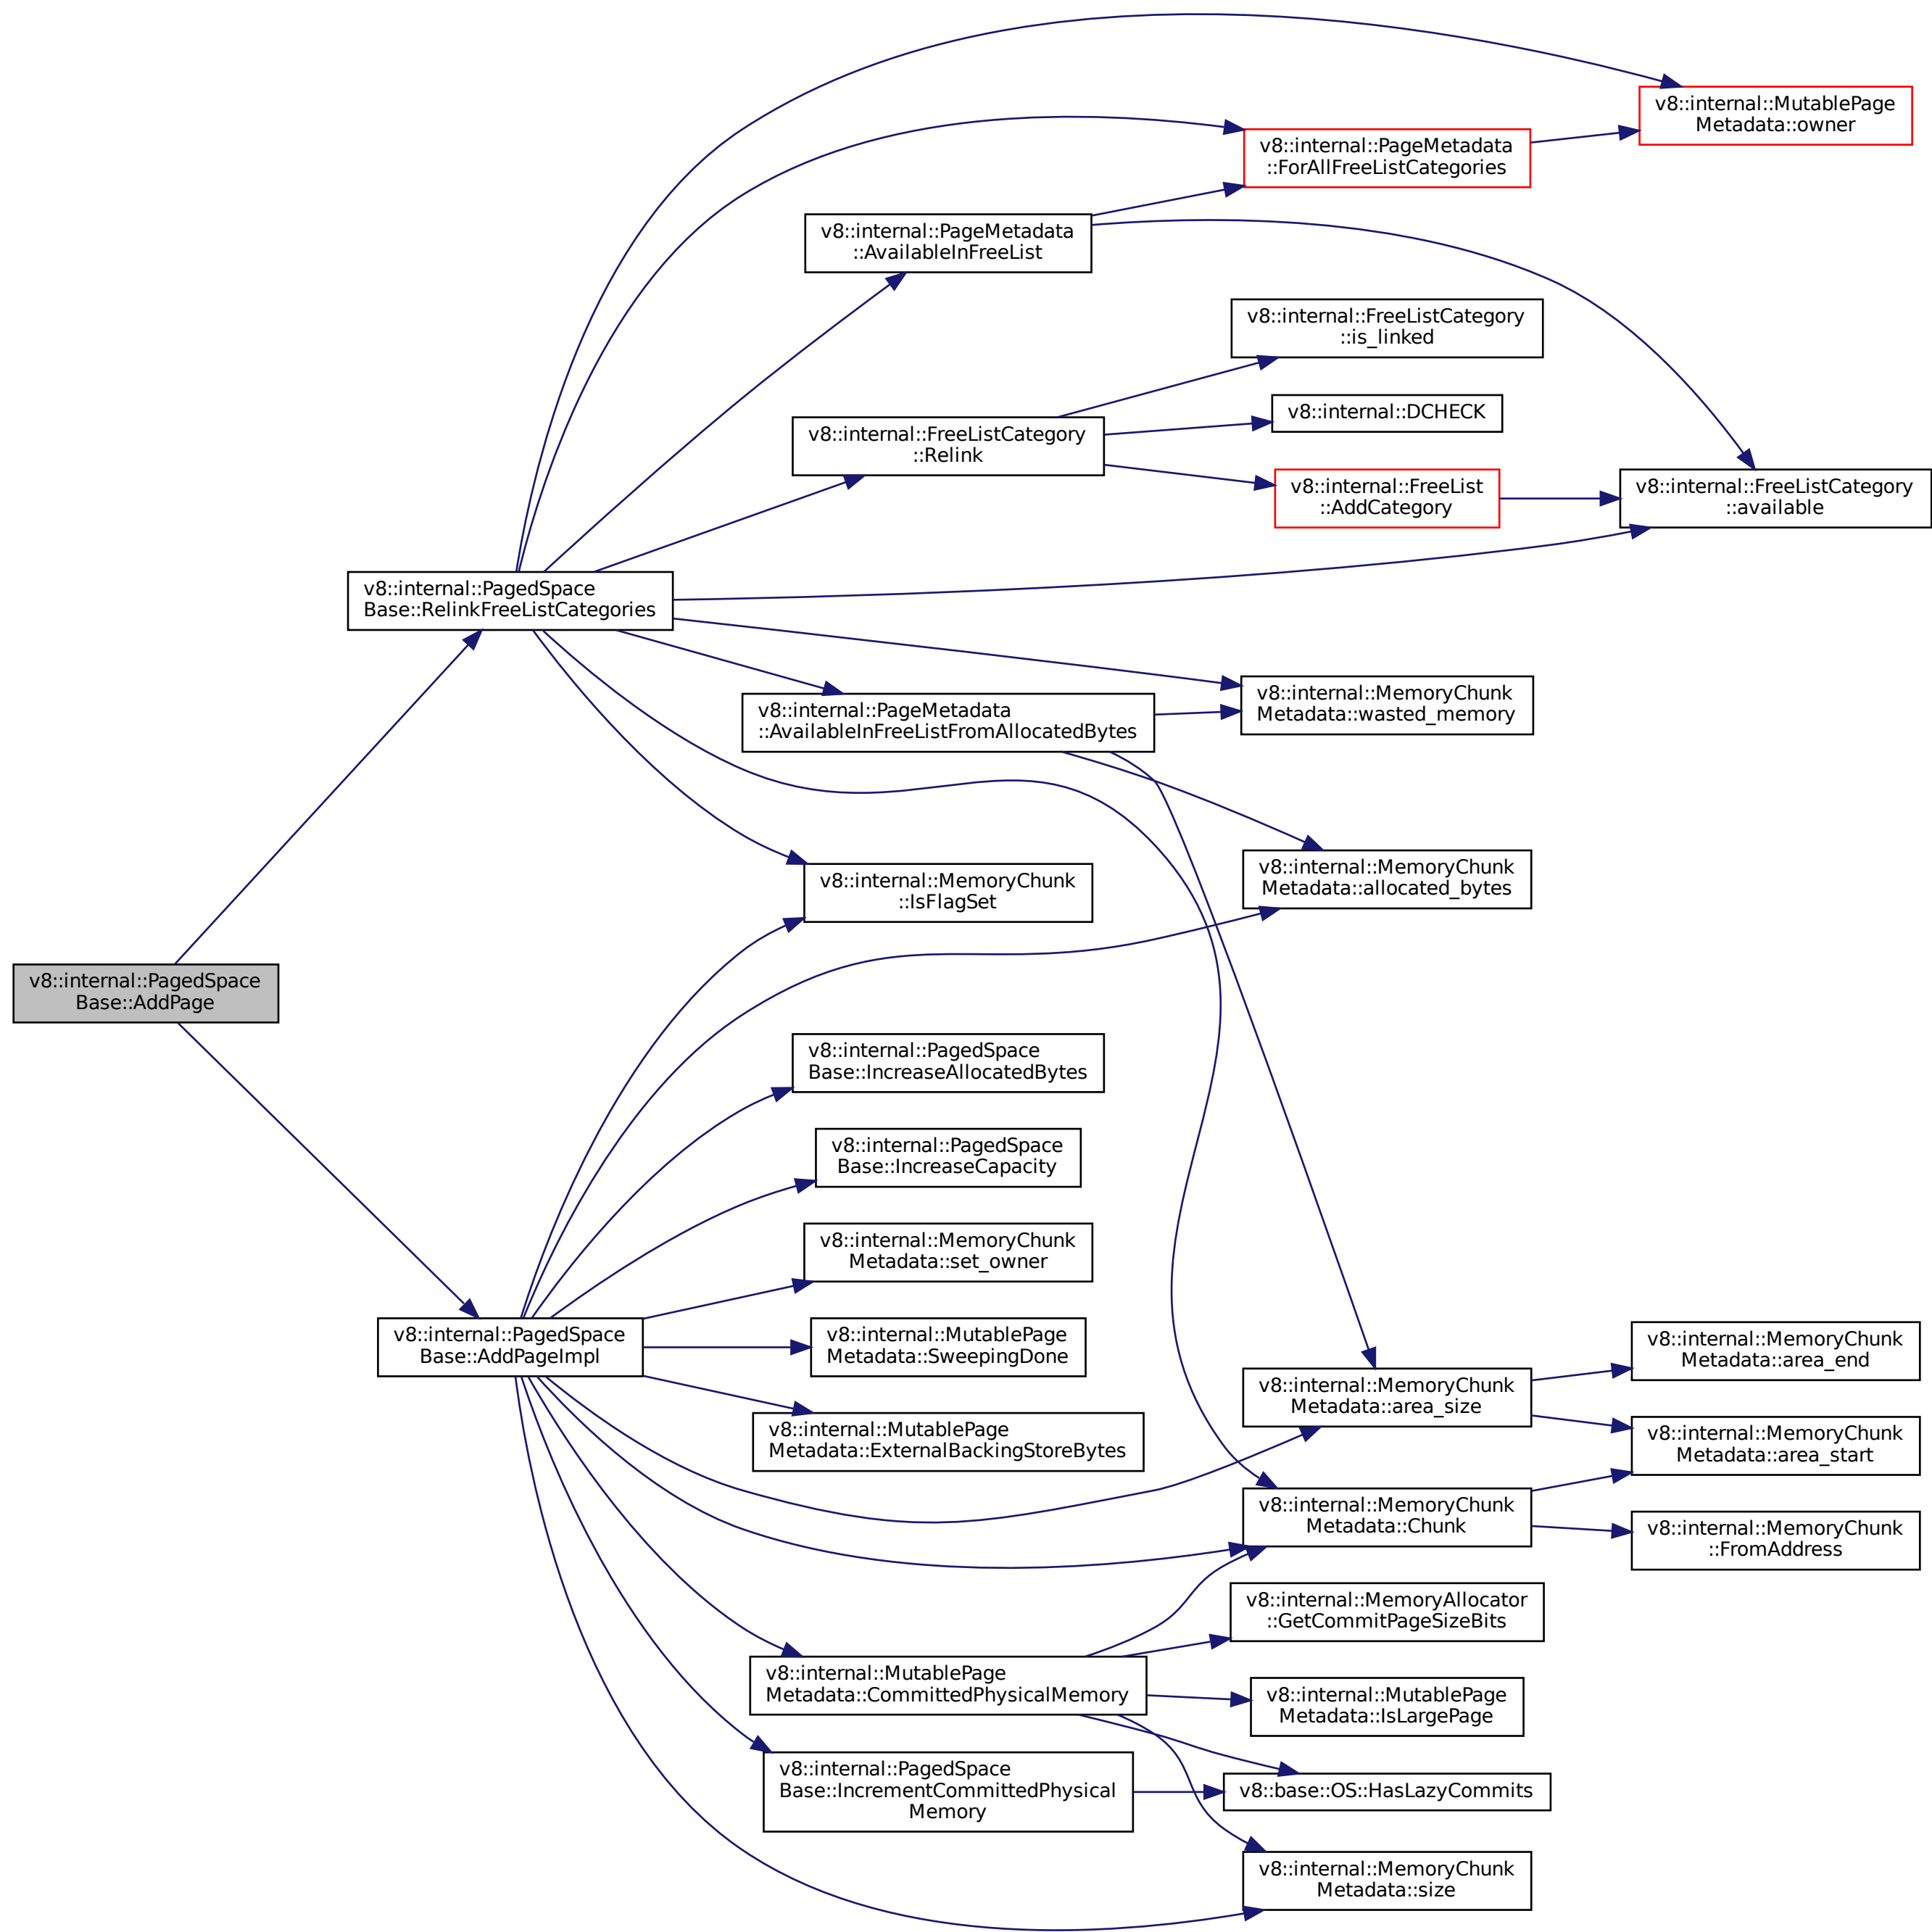 v8::internal::MutablePage
Metadata::owner
v8::internal::PageMetadata
::ForAllFreeListCategories
v8::internal::PageMetadata
::AvailableInFreeList
v8::internal::FreeListCategory
::is_linked
v8::internal::DCHECK
v8::internal::FreeListCategory
::Relink
v8::internal::FreeList
::AddCategory
v8::internal::FreeListCategory
::available
v8::internal::PagedSpace
Base::RelinkFreeListCategories
v8::internal::MemoryChunk
Metadata::wasted_memory
v8::internal::PageMetadata
::AvailableInFreeListFromAllocatedBytes
v8::internal::MemoryChunk
::IsFlagSet
v8::internal::MemoryChunk
Metadata::allocated_bytes
v8::internal::PagedSpace
Base::AddPage
v8::internal::PagedSpace
Base::IncreaseAllocatedBytes
v8::internal::PagedSpace
Base::IncreaseCapacity
v8::internal::MemoryChunk
Metadata::set_owner
v8::internal::PagedSpace
Base::AddPageImpl
v8::internal::MutablePage
Metadata::SweepingDone
v8::internal::MemoryChunk
Metadata::area_end
v8::internal::MemoryChunk
Metadata::area_size
v8::internal::MutablePage
Metadata::ExternalBackingStoreBytes
v8::internal::MemoryChunk
Metadata::area_start
v8::internal::MemoryChunk
Metadata::Chunk
v8::internal::MemoryChunk
::FromAddress
v8::internal::MemoryAllocator
::GetCommitPageSizeBits
v8::internal::MutablePage
Metadata::CommittedPhysicalMemory
v8::internal::MutablePage
Metadata::IsLargePage
v8::internal::PagedSpace
Base::IncrementCommittedPhysical
Memory
v8::base::OS::HasLazyCommits
v8::internal::MemoryChunk
Metadata::size